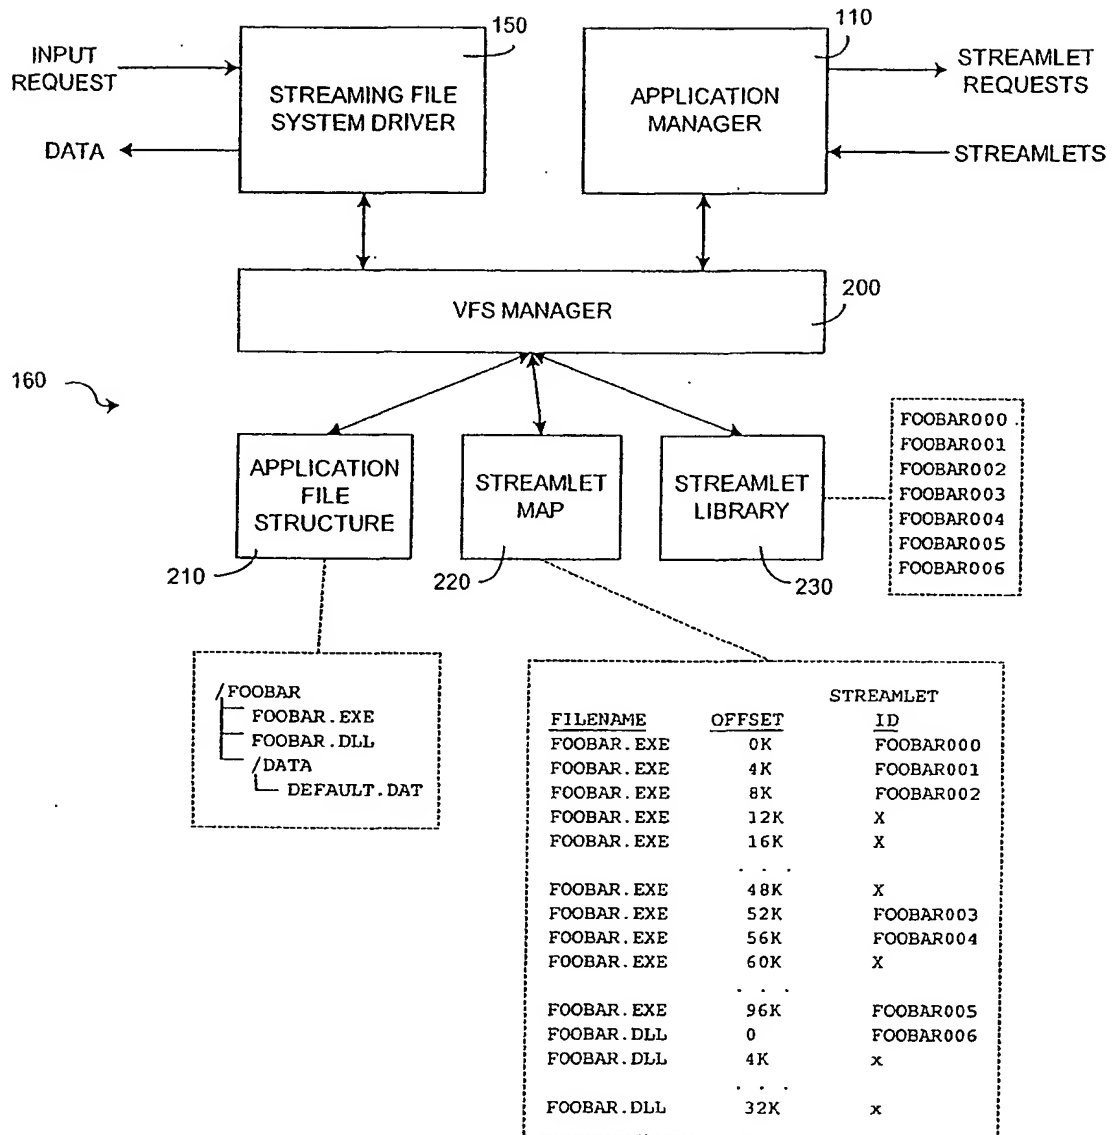 150
110
INPUT
REQUEST
DATA
STREAMING FILE
SYSTEM DRIVER
APPLICATION
MANAGER
STREAMLET
REQUESTS
STREAMLETS
VFS MANAGER
200
160
APPLICATION
FILE
STRUCTURE
210
STREAMLET
MAP
220
STREAMLET
LIBRARY
230
FOOBAR000
FOOBAR001
FOOBAR002
FOOBAR003
FOOBAR004
FOOBAR005
FOOBAR006
/FOOBAR
FOOBAR.EXE
FOOBAR.DLL
/DATA
DEFAULT.DAT
STREAMLET
FILENAME OFFSET ID
FOOBAR.EXE 0K FOOBAR000
FOOBAR.EXE 4K FOOBAR001
FOOBAR.EXE 8K FOOBAR002
FOOBAR.EXE 12K X
FOOBAR.EXE 16K X
. . .
FOOBAR.EXE 48K X
FOOBAR.EXE 52K FOOBAR003
FOOBAR.EXE 56K FOOBAR004
FOOBAR.EXE 60K X
. . .
FOOBAR.EXE 96K FOOBAR005
FOOBAR.DLL 0 FOOBAR006
FOOBAR.DLL 4K x
. . .
FOOBAR.DLL 32K x